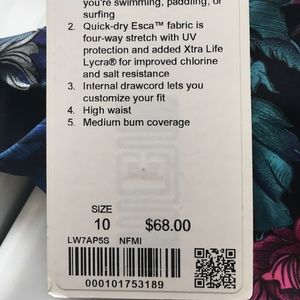 you're swimming, paddling, or
surfing
2. Quick-dry Esca™ fabric is
four-way stretch with UV
protection and added Xtra Life
Lycra® for improved chlorine
and salt resistance
3. Internal drawcord lets you
customize your fit
4. High waist
5. Medium bum coverage
SIZE
10 $68.00
LW7AP5S NFMI
000101753189